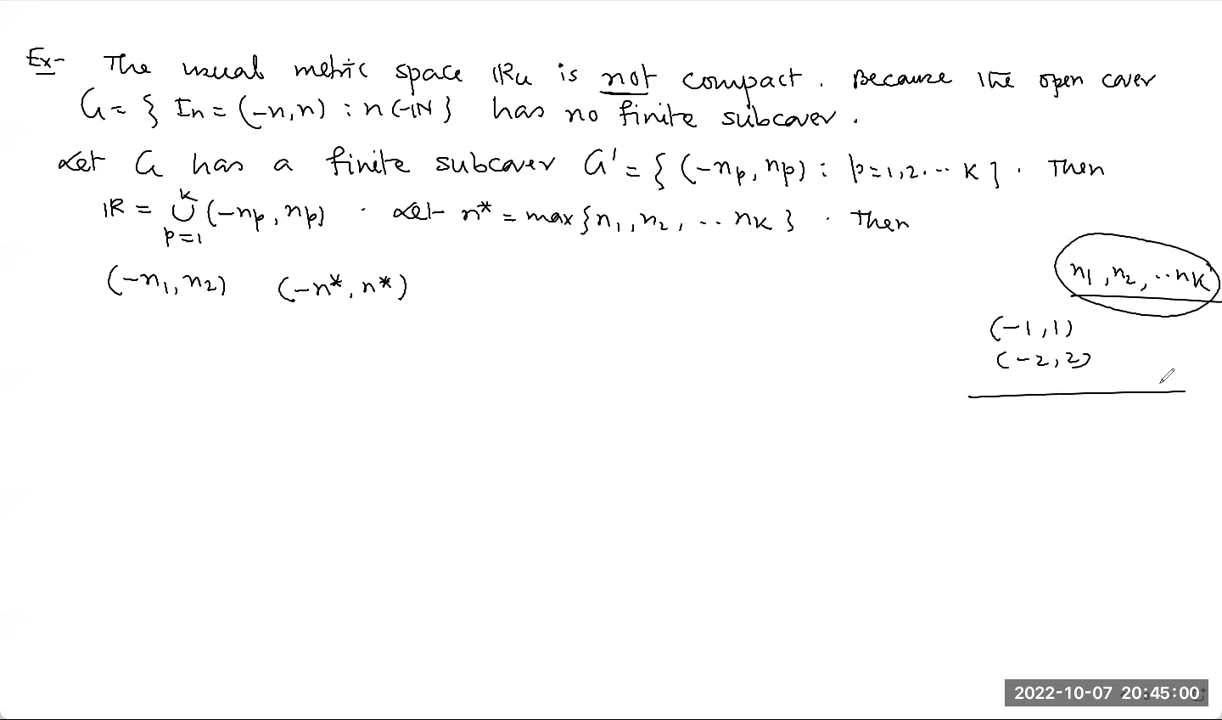 Ex- The usual metric space ℝu is not compact. Because the open cover
G = { In = (-n, n) : n ∈ ℕ } has no finite subcover.
Let G has a finite subcover G' = { (-np, np) : p = 1, 2... K }. Then
ℝ = ∪ₚ₌₁ᴷ (-np, np). Let n* = max { n1, n2, .. nK }. Then
(-n1, n2) (-n*, n*)
n1, n2, .. nK
(-1, 1)
(-2, 2)
2022-10-07 20:45:00